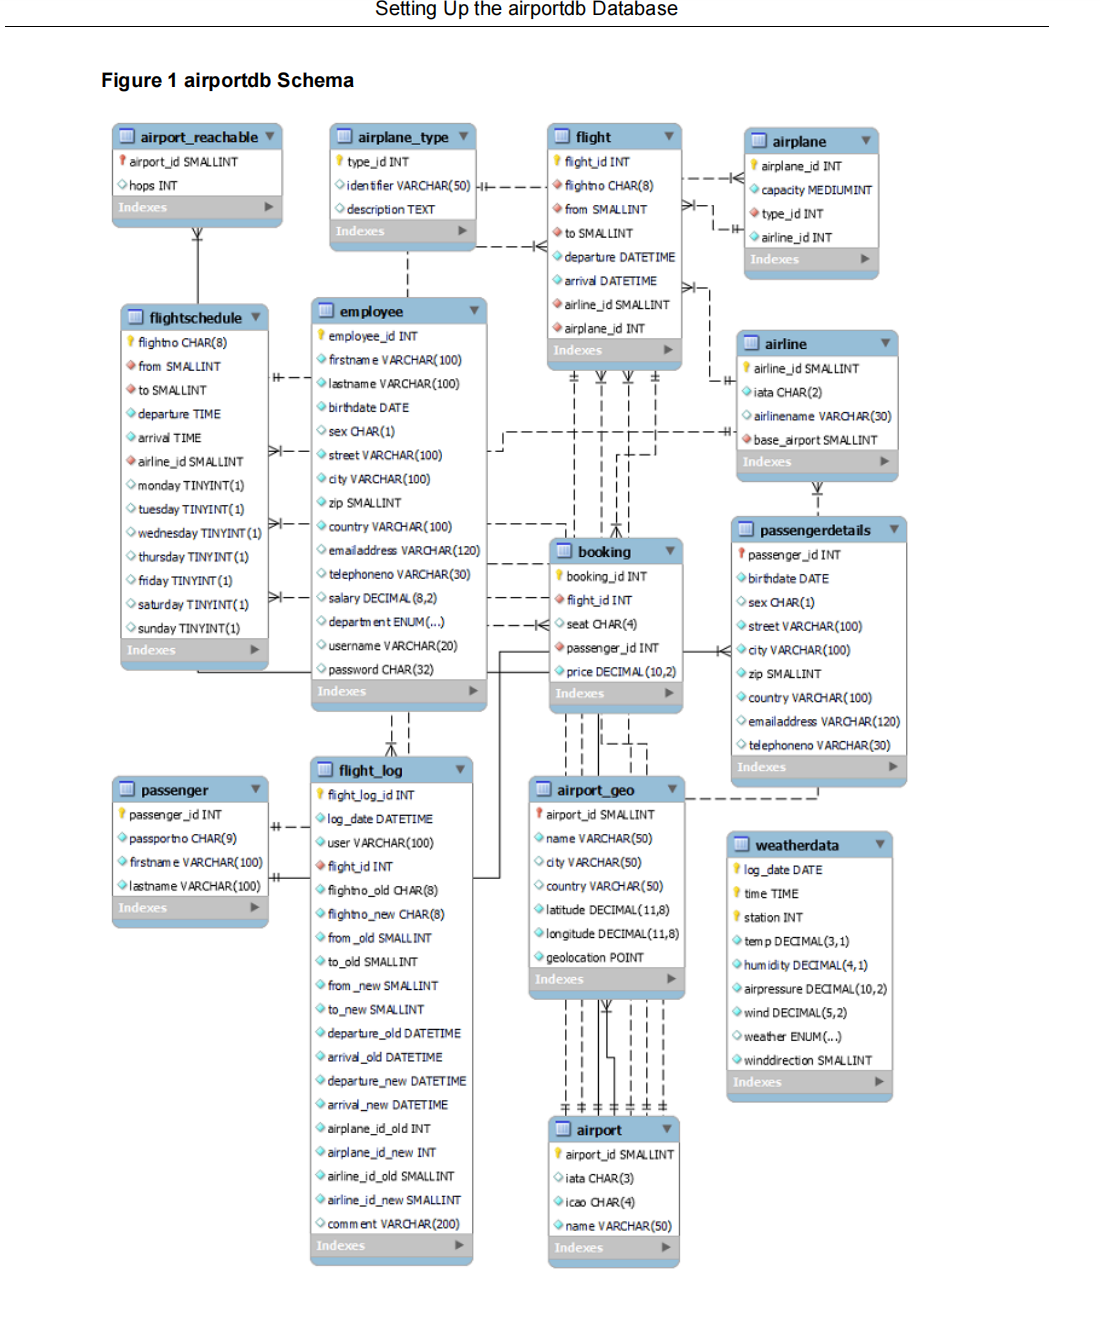 Setting Up the airportdb Database
Figure 1 airportdb Schema
airport_reachable
airport_id SMALLINT
hops INT
Indexes
airplane_type
type_id INT
identifier VARCHAR(50)
description TEXT
Indexes
flight
flight_id INT
flightno CHAR(8)
from SMALLINT
to SMALLINT
departure DATETIME
arrival DATETIME
airline_id SMALLINT
airplane_id INT
Indexes
airplane
airplane_id INT
capacity MEDIUMINT
type_id INT
airline_id INT
Indexes
flightschedule
flightno CHAR(8)
from SMALLINT
to SMALLINT
departure TIME
arrival TIME
airline_id SMALLINT
monday TINYINT(1)
tuesday TINYINT(1)
wednesday TINYINT(1)
thursday TINYINT(1)
friday TINYINT(1)
saturday TINYINT(1)
sunday TINYINT(1)
Indexes
employee
employee_id INT
firstname VARCHAR(100)
lastname VARCHAR(100)
birthdate DATE
sex CHAR(1)
street VARCHAR(100)
city VARCHAR(100)
zip SMALLINT
country VARCHAR(100)
emailaddress VARCHAR(120)
telephoneno VARCHAR(30)
salary DECIMAL(8,2)
department ENUM(...)
username VARCHAR(20)
password CHAR(32)
Indexes
airline
airline_id SMALLINT
iata CHAR(2)
airlinename VARCHAR(30)
base_airport SMALLINT
Indexes
booking
booking_id INT
flight_id INT
seat CHAR(4)
passenger_id INT
price DECIMAL(10,2)
Indexes
passengerdetails
passenger_id INT
birthdate DATE
sex CHAR(1)
street VARCHAR(100)
city VARCHAR(100)
zip SMALLINT
country VARCHAR(100)
emailaddress VARCHAR(120)
telephoneno VARCHAR(30)
Indexes
passenger
passenger_id INT
passportno CHAR(9)
firstname VARCHAR(100)
lastname VARCHAR(100)
Indexes
flight_log
flight_log_id INT
log_date DATETIME
user VARCHAR(100)
flight_id INT
flightno_old CHAR(8)
flightno_new CHAR(8)
from_old SMALLINT
to_old SMALLINT
from_new SMALLINT
to_new SMALLINT
departure_old DATETIME
arrival_old DATETIME
departure_new DATETIME
arrival_new DATETIME
airplane_id_old INT
airplane_id_new INT
airline_id_old SMALLINT
airline_id_new SMALLINT
comment VARCHAR(200)
Indexes
airport_geo
airport_id SMALLINT
name VARCHAR(50)
city VARCHAR(50)
country VARCHAR(50)
latitude DECIMAL(11,8)
longitude DECIMAL(11,8)
geolocation POINT
Indexes
weatherdata
log_date DATE
time TIME
station INT
temp DECIMAL(3,1)
humidity DECIMAL(4,1)
airpressure DECIMAL(10,2)
wind DECIMAL(5,2)
weather ENUM(...)
winddirection SMALLINT
Indexes
airport
airport_id SMALLINT
iata CHAR(3)
icao CHAR(4)
name VARCHAR(50)
Indexes